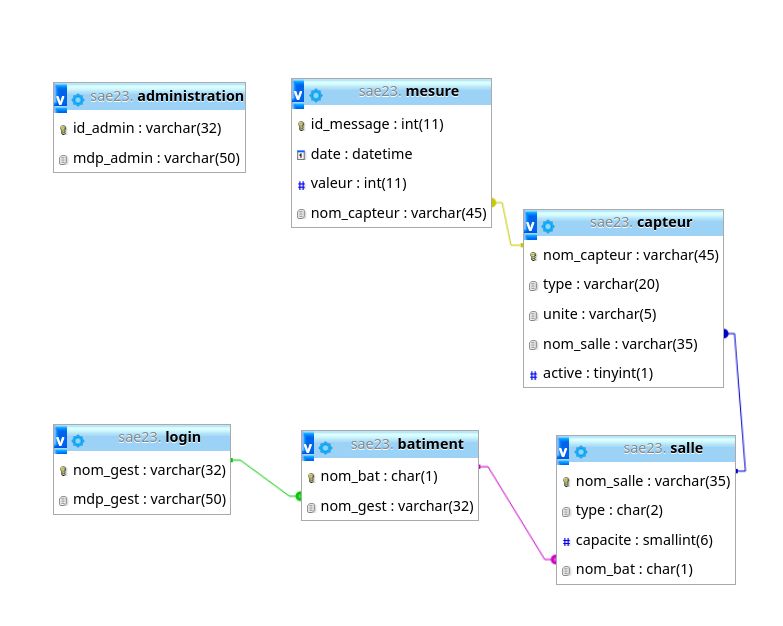 sae23. administration
id_admin : varchar(32)
mdp_admin : varchar(50)
sae23. mesure
id_message : int(11)
date : datetime
valeur : int(11)
nom_capteur : varchar(45)
sae23. capteur
nom_capteur : varchar(45)
type : varchar(20)
unite : varchar(5)
nom_salle : varchar(35)
active : tinyint(1)
sae23. login
nom_gest : varchar(32)
mdp_gest : varchar(50)
sae23. batiment
nom_bat : char(1)
nom_gest : varchar(32)
sae23. salle
nom_salle : varchar(35)
type : char(2)
capacite : smallint(6)
nom_bat : char(1)